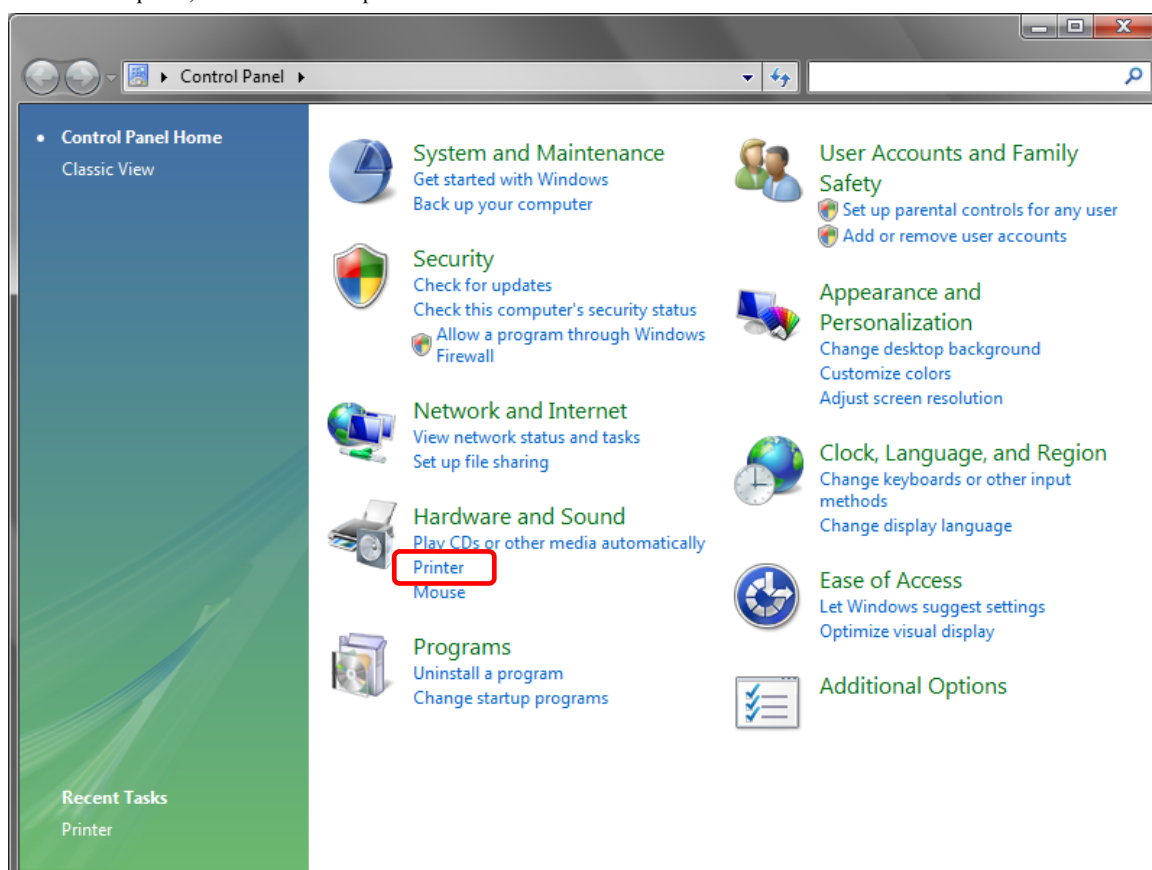 Control Panel
Control Panel Home
Classic View
System and Maintenance
Get started with Windows
Back up your computer
Security
Check for updates
Check this computer's security status
Allow a program through Windows
Firewall
Network and Internet
View network status and tasks
Set up file sharing
Hardware and Sound
Play CDs or other media automatically
Printer
Mouse
Programs
Uninstall a program
Change startup programs
User Accounts and Family
Safety
Set up parental controls for any user
Add or remove user accounts
Appearance and
Personalization
Change desktop background
Customize colors
Adjust screen resolution
Clock, Language, and Region
Change keyboards or other input
methods
Change display language
Ease of Access
Let Windows suggest settings
Optimize visual display
Additional Options
Recent Tasks
Printer